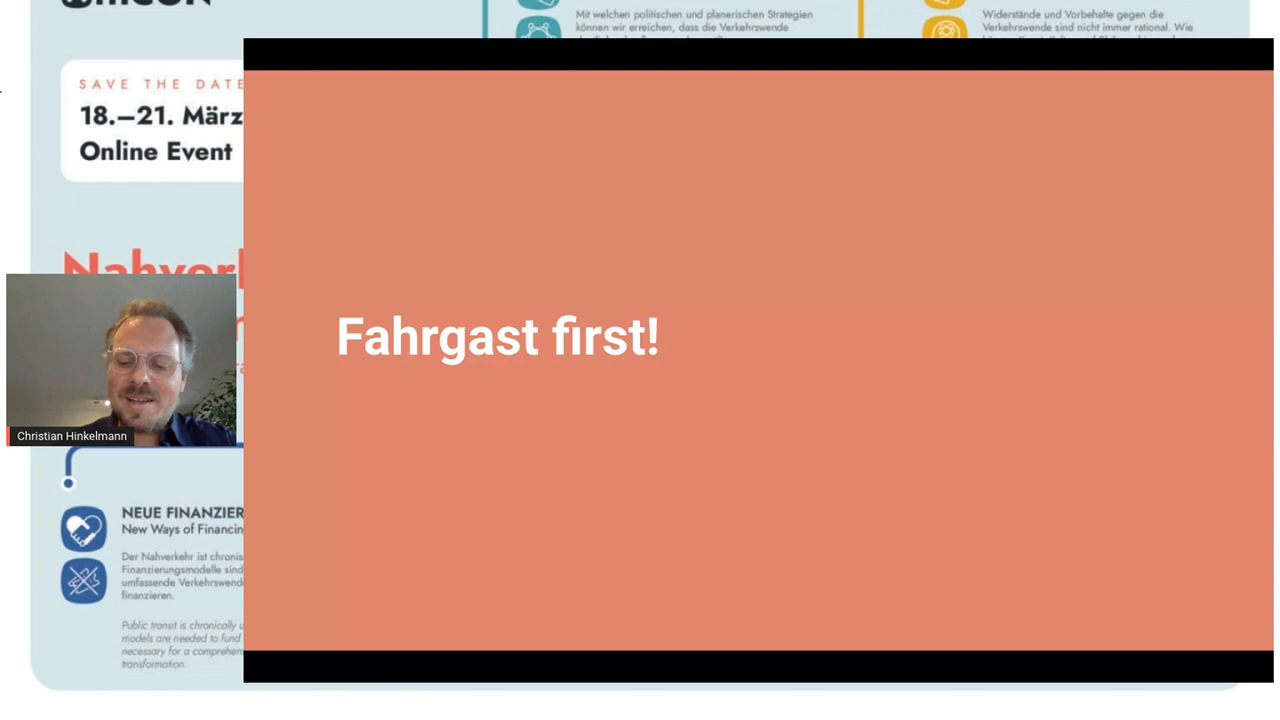 Mit welchen politischen und planerischen Strategien
können wir erreichen, dass die Verkehrswende
Widerstände und Vorbehalte gegen die
Verkehrswende sind nicht immer rational. Wie
SAVE THE DATE
18.–21. März
Online Event
Fahrgast first!
Christian Hinkelmann
NEUE FINANZIER
New Ways of Financin
Der Nahverkehr ist chronis
Finanzierungsmodelle sind
umfassende Verkehrswend
finanzieren.
Public transit is chronically u
models are needed to fund
necessary for a comprehen
transformation.